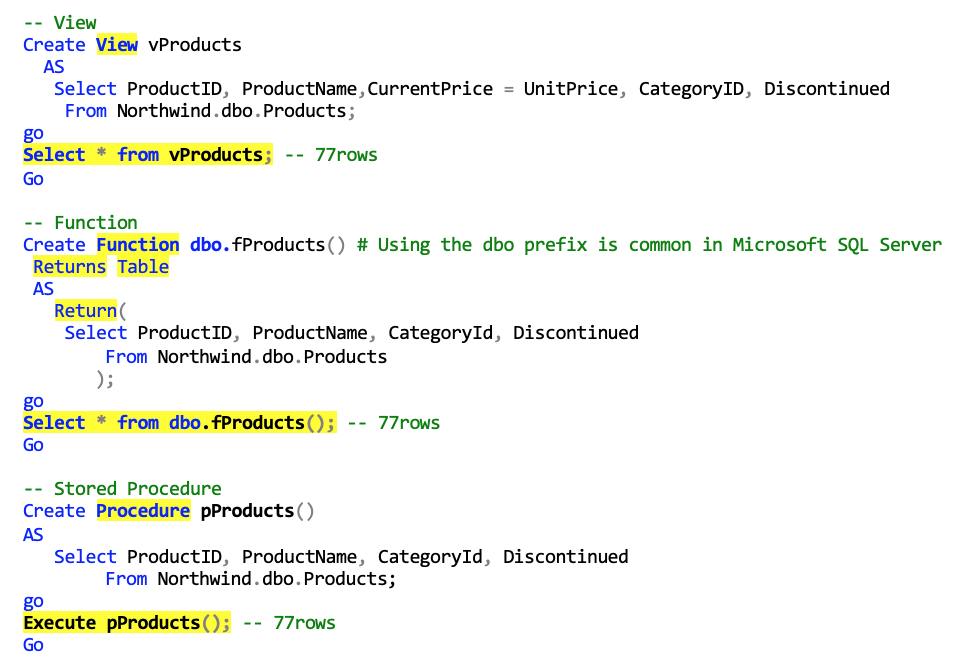 -- View
Create View vProducts
AS
Select ProductID, ProductName,CurrentPrice = UnitPrice, CategoryID, Discontinued
From Northwind.dbo.Products;
go
Select * from vProducts; -- 77rows
Go
-- Function
Create Function dbo.fProducts() # Using the dbo prefix is common in Microsoft SQL Server
Returns Table
AS
Return(
Select ProductID, ProductName, CategoryId, Discontinued
From Northwind.dbo.Products
);
go
Select * from dbo.fProducts(); -- 77rows
Go
-- Stored Procedure
Create Procedure pProducts()
AS
Select ProductID, ProductName, CategoryId, Discontinued
From Northwind.dbo.Products;
go
Execute pProducts(); -- 77rows
Go